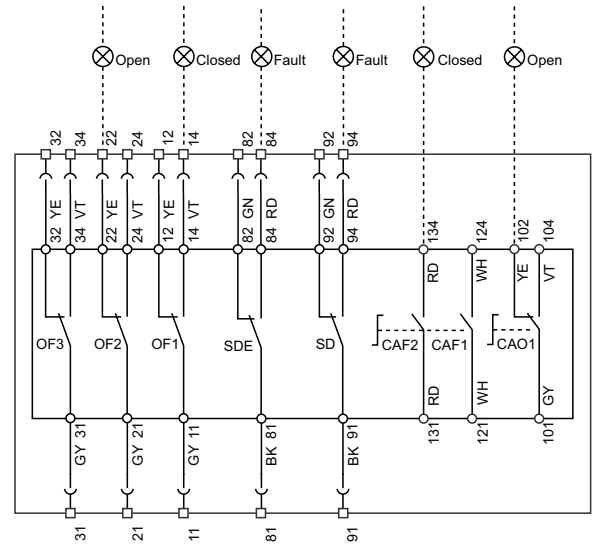 Open Closed Fault Fault Closed Open
32 34 22 24 12 14 82 84 92 94
YE VT YE VT YE VT GN RD GN RD
134 124 102 104
32 34 22 24 12 14 82 84 92 94
RD WH YE VT
OF3 OF2 OF1 SDE SD CAF2 CAF1 CAO1
RD WH GY
31 21 11 81 91 131 121 101
GY GY GY BK BK
31 21 11 81 91